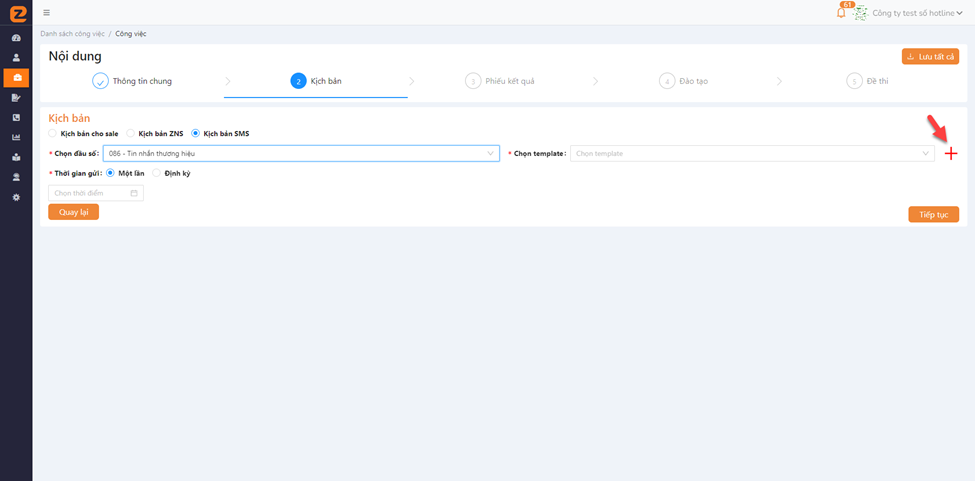 61
Công ty test số hotline
Danh sách công việc / Công việc
Nội dung
Lưu tất cả
Thông tin chung
2 Kịch bản
3 Phiếu kết quả
4 Đào tạo
5 Đề thi
Kịch bản
Kịch bản cho sale Kịch bản ZNS Kịch bản SMS
* Chọn đầu số: 086 - Tin nhắn thương hiệu * Chọn template: Chọn template
* Thời gian gửi: Một lần Định kỳ
Chọn thời điểm
Quay lại
Tiếp tục